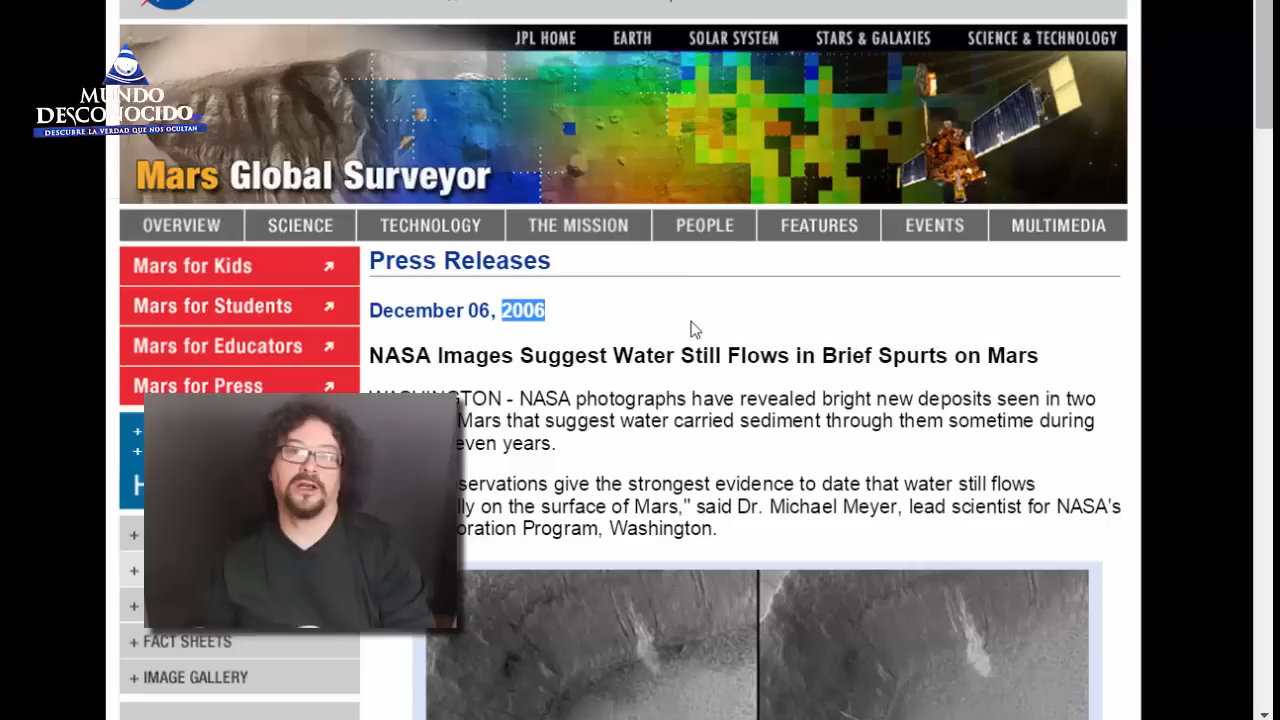 JPL HOME EARTH SOLAR SYSTEM STARS & GALAXIES SCIENCE & TECHNOLOGY
MUNDO
DESCONOCIDO
DESCUBRE LA VERDAD QUE NOS OCULTAN
Mars Global Surveyor
OVERVIEW SCIENCE TECHNOLOGY THE MISSION PEOPLE FEATURES EVENTS MULTIMEDIA
Mars for Kids
Mars for Students
Mars for Educators
Mars for Press
+
+
H
+
+
+
+ FACT SHEETS
+ IMAGE GALLERY
Press Releases
December 06, 2006
NASA Images Suggest Water Still Flows in Brief Spurts on Mars
WASHINGTON - NASA photographs have revealed bright new deposits seen in two
Mars that suggest water carried sediment through them sometime during
even years.
servations give the strongest evidence to date that water still flows
lly on the surface of Mars," said Dr. Michael Meyer, lead scientist for NASA's
oration Program, Washington.